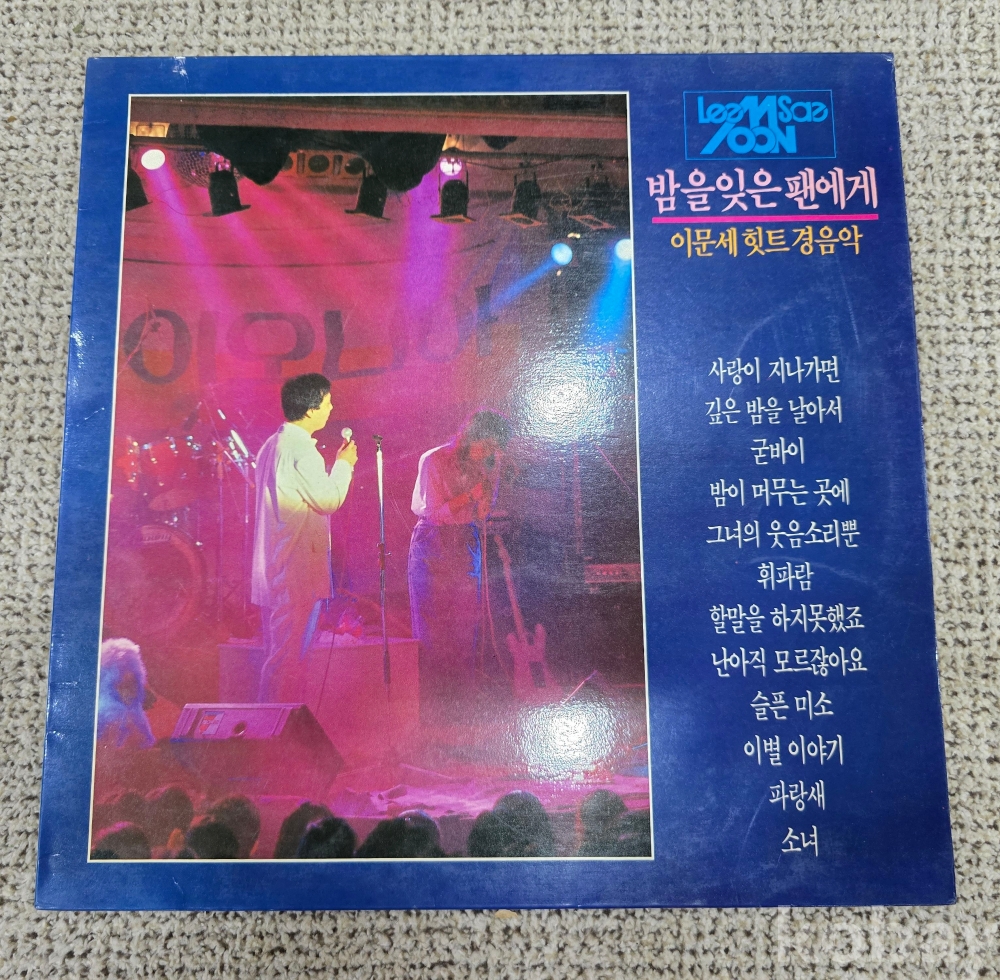 Lee Moon Sae
밤을잊은 팬에게
이문세 힛트 경음악
사랑이 지나가면
깊은 밤을 날아서
굳바이
밤이 머무는 곳에
그녀의 웃음소리뿐
휘파람
할말을 하지못했죠
난아직 모르잖아요
슬픈 미소
이별 이야기
파랑새
소녀